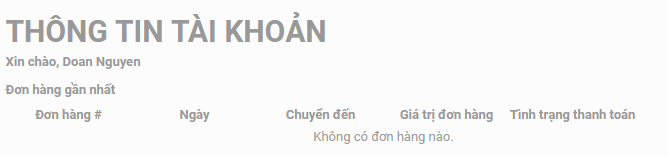 THÔNG TIN TÀI KHOẢN
Xin chào, Doan Nguyen
Đơn hàng gần nhất
Đơn hàng # Ngày Chuyển đến Giá trị đơn hàng Tình trạng thanh toán
Không có đơn hàng nào.